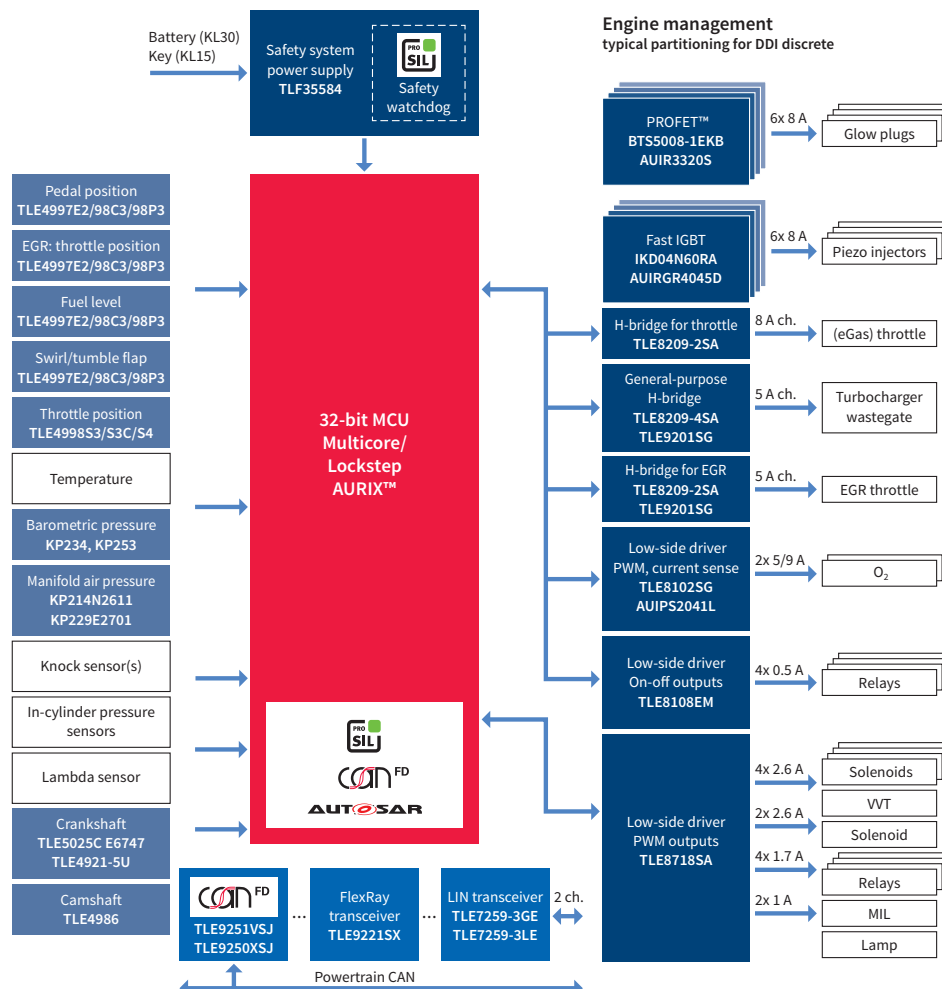 Engine management
typical partitioning for DDI discrete
Battery (KL30)
Key (KL15)
Safety system
power supply
TLF35584
PRO
SIL
Safety
watchdog
Pedal position
TLE4997E2/98C3/98P3
EGR: throttle position
TLE4997E2/98C3/98P3
Fuel level
TLE4997E2/98C3/98P3
Swirl/tumble flap
TLE4997E2/98C3/98P3
Throttle position
TLE4998S3/S3C/S4
Temperature
Barometric pressure
KP234, KP253
Manifold air pressure
KP214N2611
KP229E2701
Knock sensor(s)
In-cylinder pressure
sensors
Lambda sensor
Crankshaft
TLE5025C E6747
TLE4921-5U
Camshaft
TLE4986
32-bit MCU
Multicore/
Lockstep
AURIX™
PRO
SIL
CAN FD
AUTOSAR
CAN FD
TLE9251VSJ
TLE9250XSJ
...
FlexRay
transceiver
TLE9221SX
...
LIN transceiver
TLE7259-3GE
TLE7259-3LE
2 ch.
Powertrain CAN
PROFET™
BTS5008-1EKB
AUIR3320S
6x 8 A
Glow plugs
Fast IGBT
IKD04N60RA
AUIRGR4045D
6x 8 A
Piezo injectors
H-bridge for throttle
TLE8209-2SA
8 A ch.
(eGas) throttle
General-purpose
H-bridge
TLE8209-4SA
TLE9201SG
5 A ch.
Turbocharger
wastegate
H-bridge for EGR
TLE8209-2SA
TLE9201SG
5 A ch.
EGR throttle
Low-side driver
PWM, current sense
TLE8102SG
AUIPS2041L
2x 5/9 A
O₂
Low-side driver
On-off outputs
TLE8108EM
4x 0.5 A
Relays
Low-side driver
PWM outputs
TLE8718SA
4x 2.6 A
Solenoids
VVT
2x 2.6 A
Solenoid
4x 1.7 A
Relays
2x 1 A
MIL
Lamp